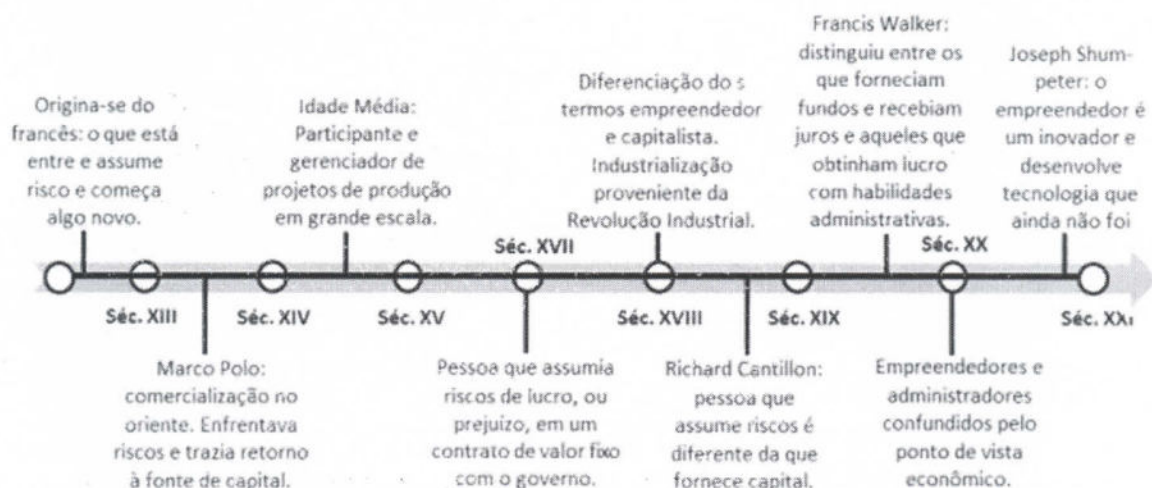 Origina-se do
francês: o que está
entre e assume
risco e começa
algo novo.
Idade Média:
Participante e
gerenciador de
projetos de produção
em grande escala.
Diferenciação do s
termos empreendedor
e capitalista.
Industrialização
proveniente da
Revolução Industrial.
Francis Walker:
distinguiu entre os
que forneciam
fundos e recebiam
juros e aqueles que
obtinham lucro
com habilidades
administrativas.
Joseph Shum-
peter: o
empreendedor é
um inovador e
desenvolve
tecnologia que
ainda não foi
Séc. XIII
Séc. XIV
Séc. XV
Séc. XVII
Séc. XVIII
Séc. XIX
Séc. XX
Séc. XXI
Marco Polo:
comercialização no
oriente. Enfrentava
riscos e trazia retorno
à fonte de capital.
Pessoa que assumia
riscos de lucro, ou
prejuízo, em um
contrato de valor fixo
com o governo.
Richard Cantillon:
pessoa que
assume riscos é
diferente da que
fornece capital.
Empreendedores e
administradores
confundidos pelo
ponto de vista
econômico.